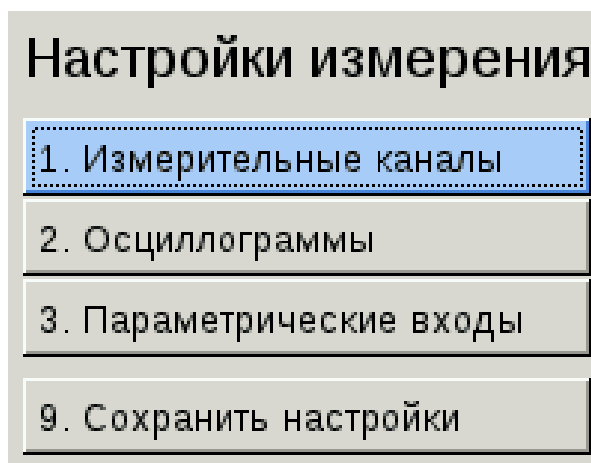 Настройки измерения
1. Измерительные каналы
2. Осциллограммы
3. Параметрические входы
9. Сохранить настройки